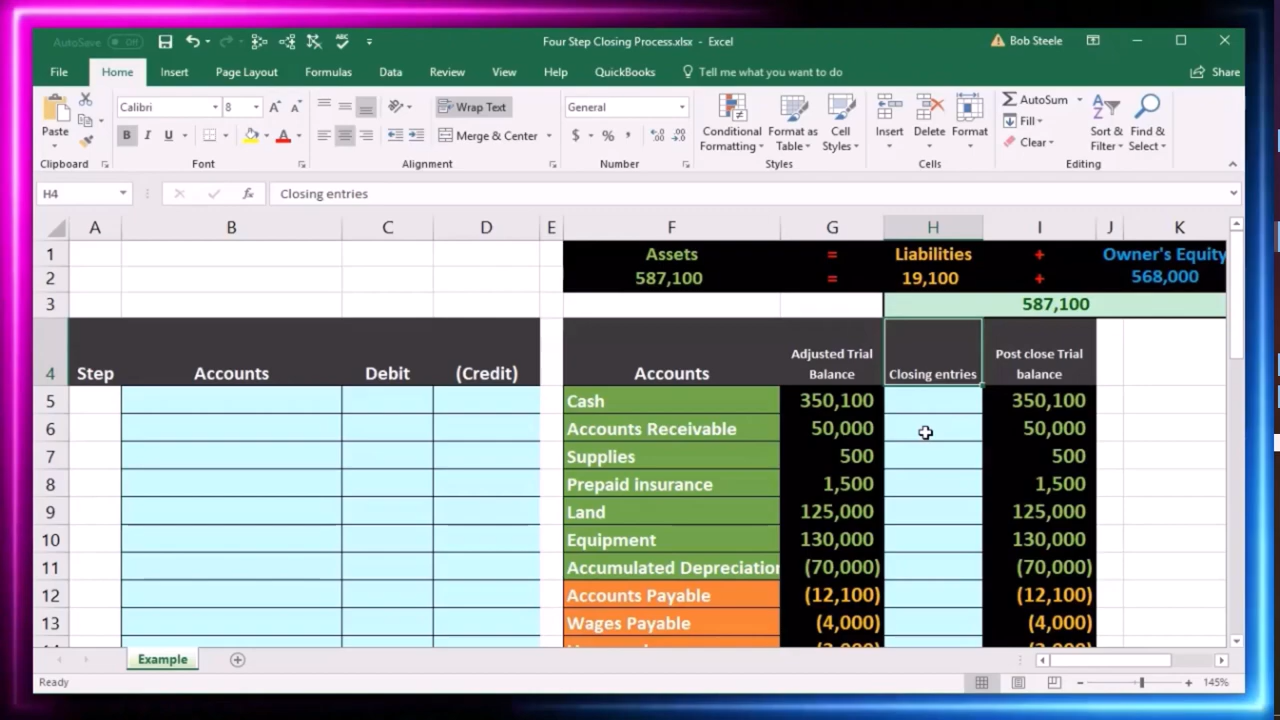 AutoSave Off Four Step Closing Process.xlsx - Excel Bob Steele
File Home Insert Page Layout Formulas Data Review View Help QuickBooks Tell me what you want to do Share
Paste
Calibri 8
B I U
Wrap Text
Merge & Center
General
$ % ,
Conditional Formatting
Format as Table
Cell Styles
Insert Delete Format
AutoSum
Fill
Clear
Sort & Filter
Find & Select
Clipboard Font Alignment Number Styles Cells Editing
H4 fx Closing entries
A B C D E F G H I J K
1 Assets = Liabilities + Owner's Equity
2 587,100 = 19,100 + 568,000
3 587,100
4 Step Accounts Debit (Credit) Accounts Adjusted Trial Balance Closing entries Post close Trial balance
5 Cash 350,100 350,100
6 Accounts Receivable 50,000 50,000
7 Supplies 500 500
8 Prepaid insurance 1,500 1,500
9 Land 125,000 125,000
10 Equipment 130,000 130,000
11 Accumulated Depreciation (70,000) (70,000)
12 Accounts Payable (12,100) (12,100)
13 Wages Payable (4,000) (4,000)
Example
Ready 145%